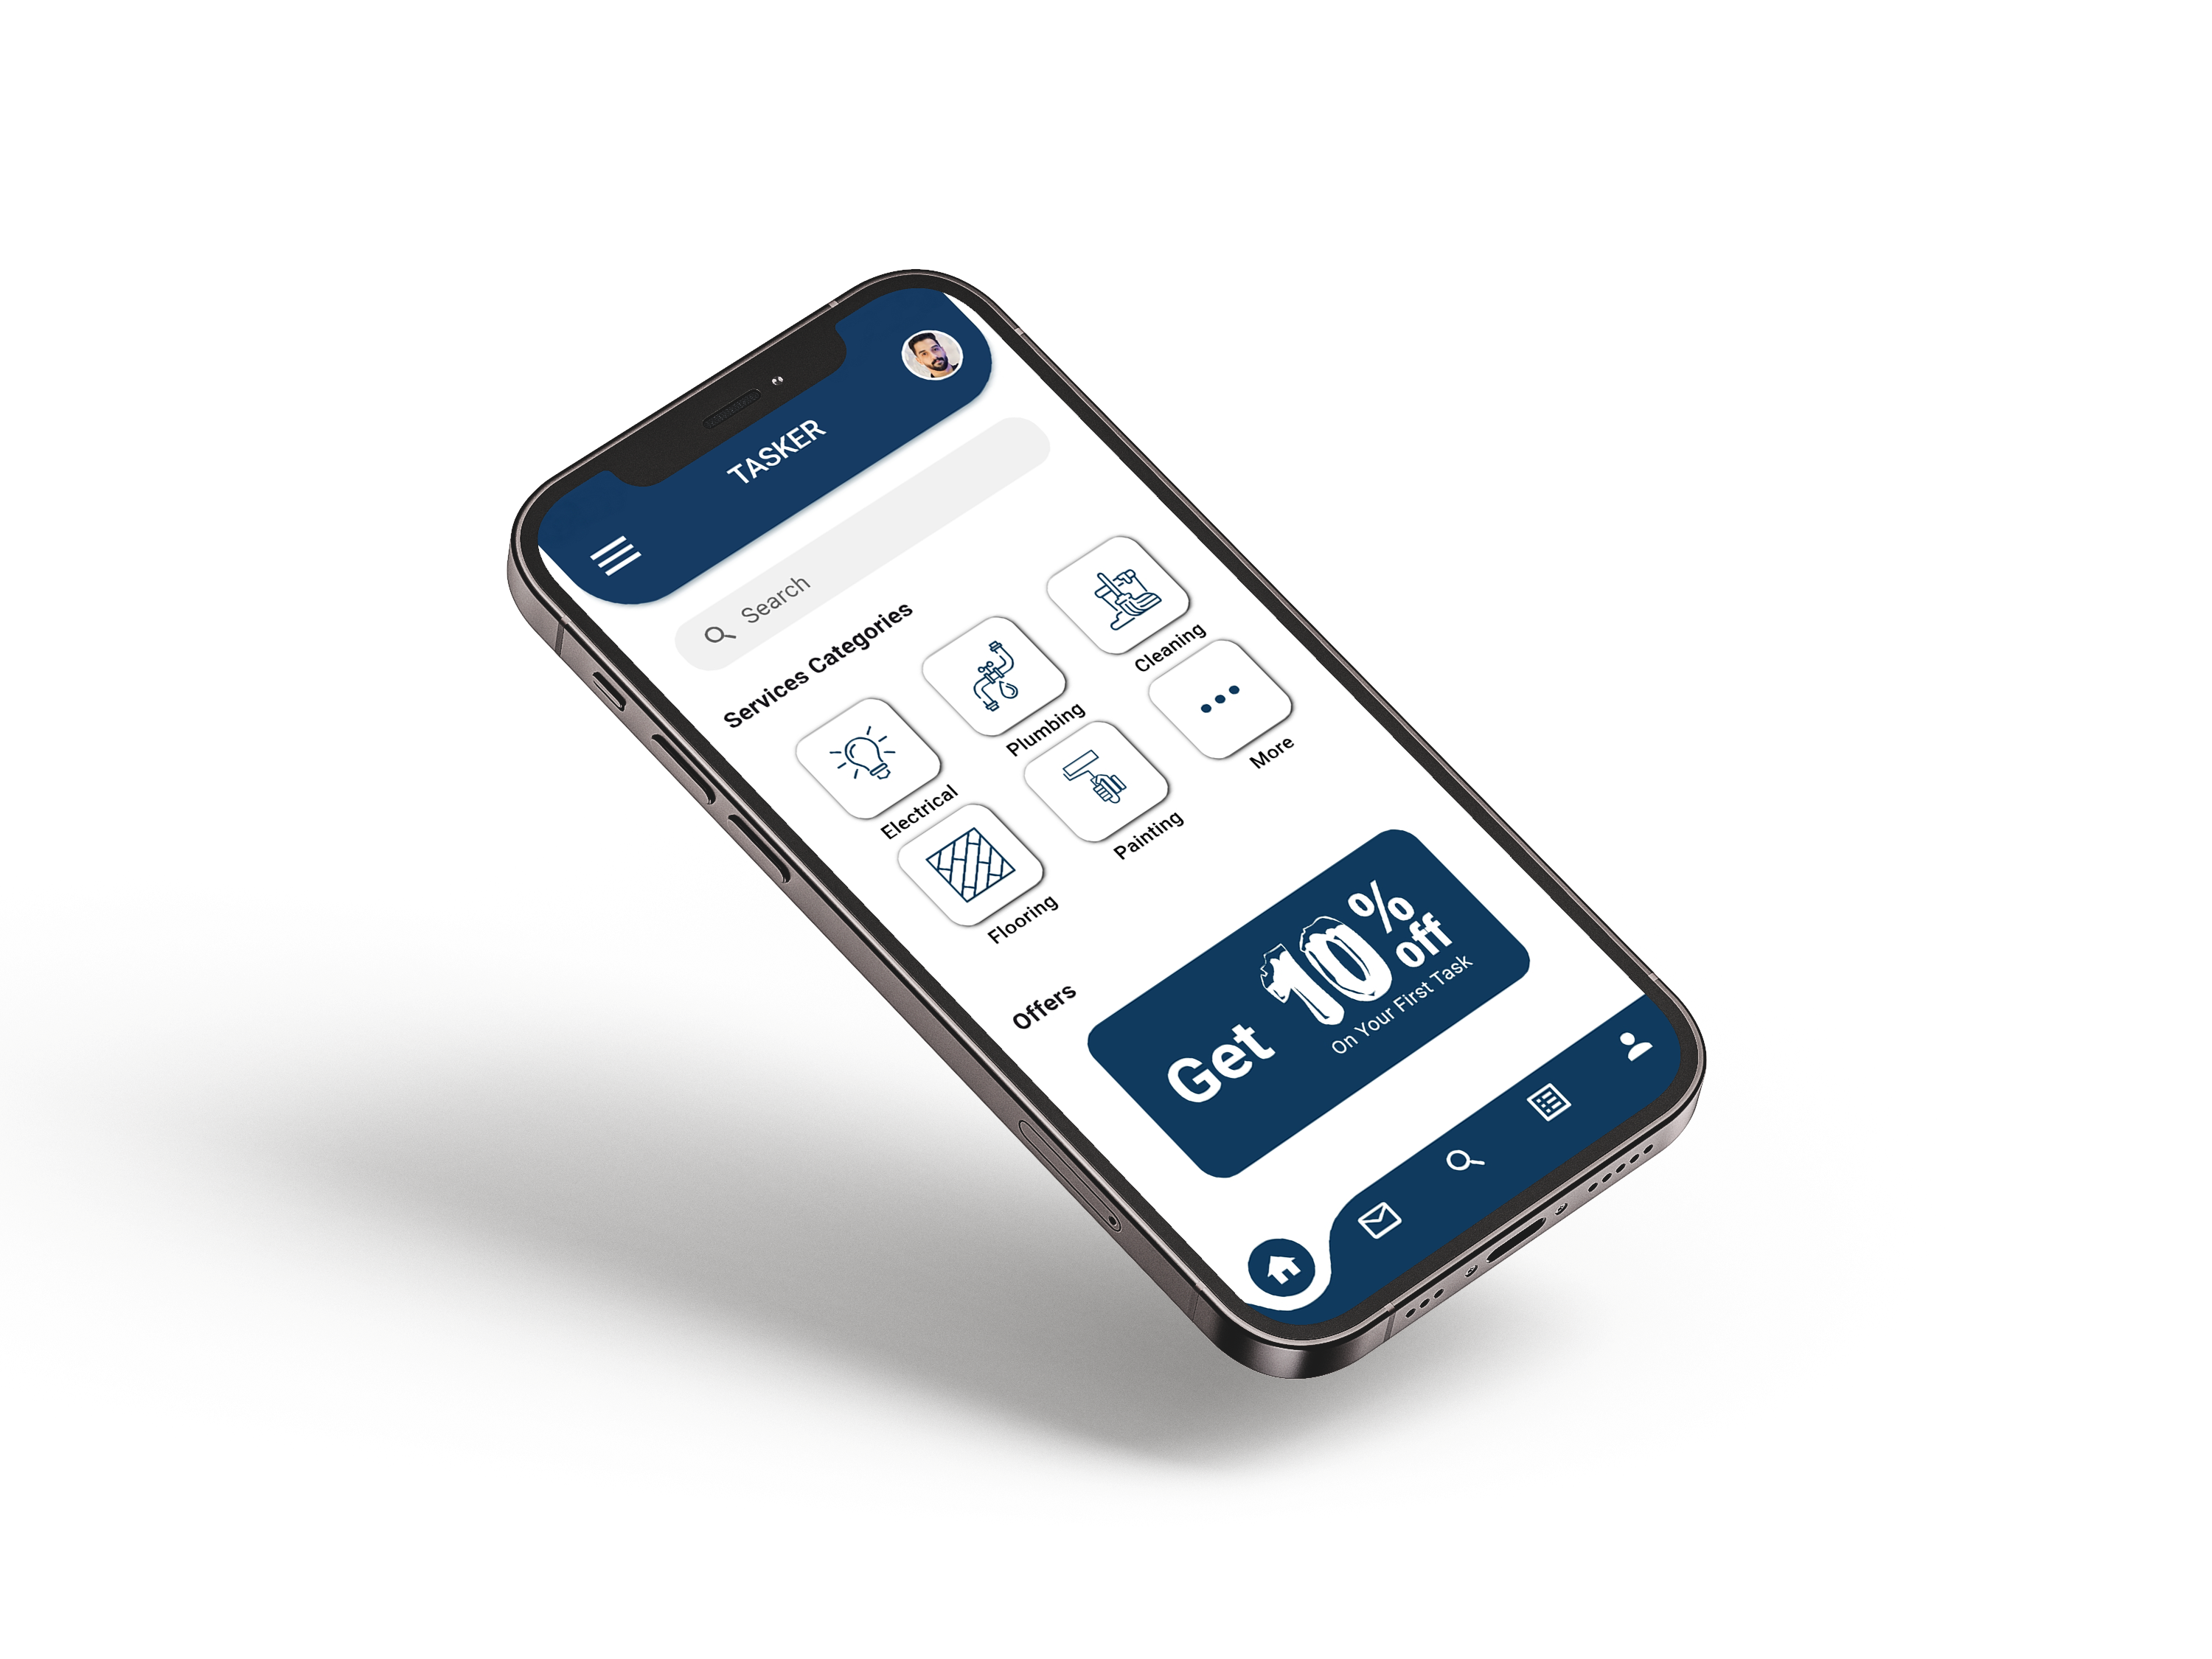 TASKER
Search
Services Categories
Electrical
Plumbing
Cleaning
Flooring
Painting
More
Offers
Get 10% off
On Your First Task